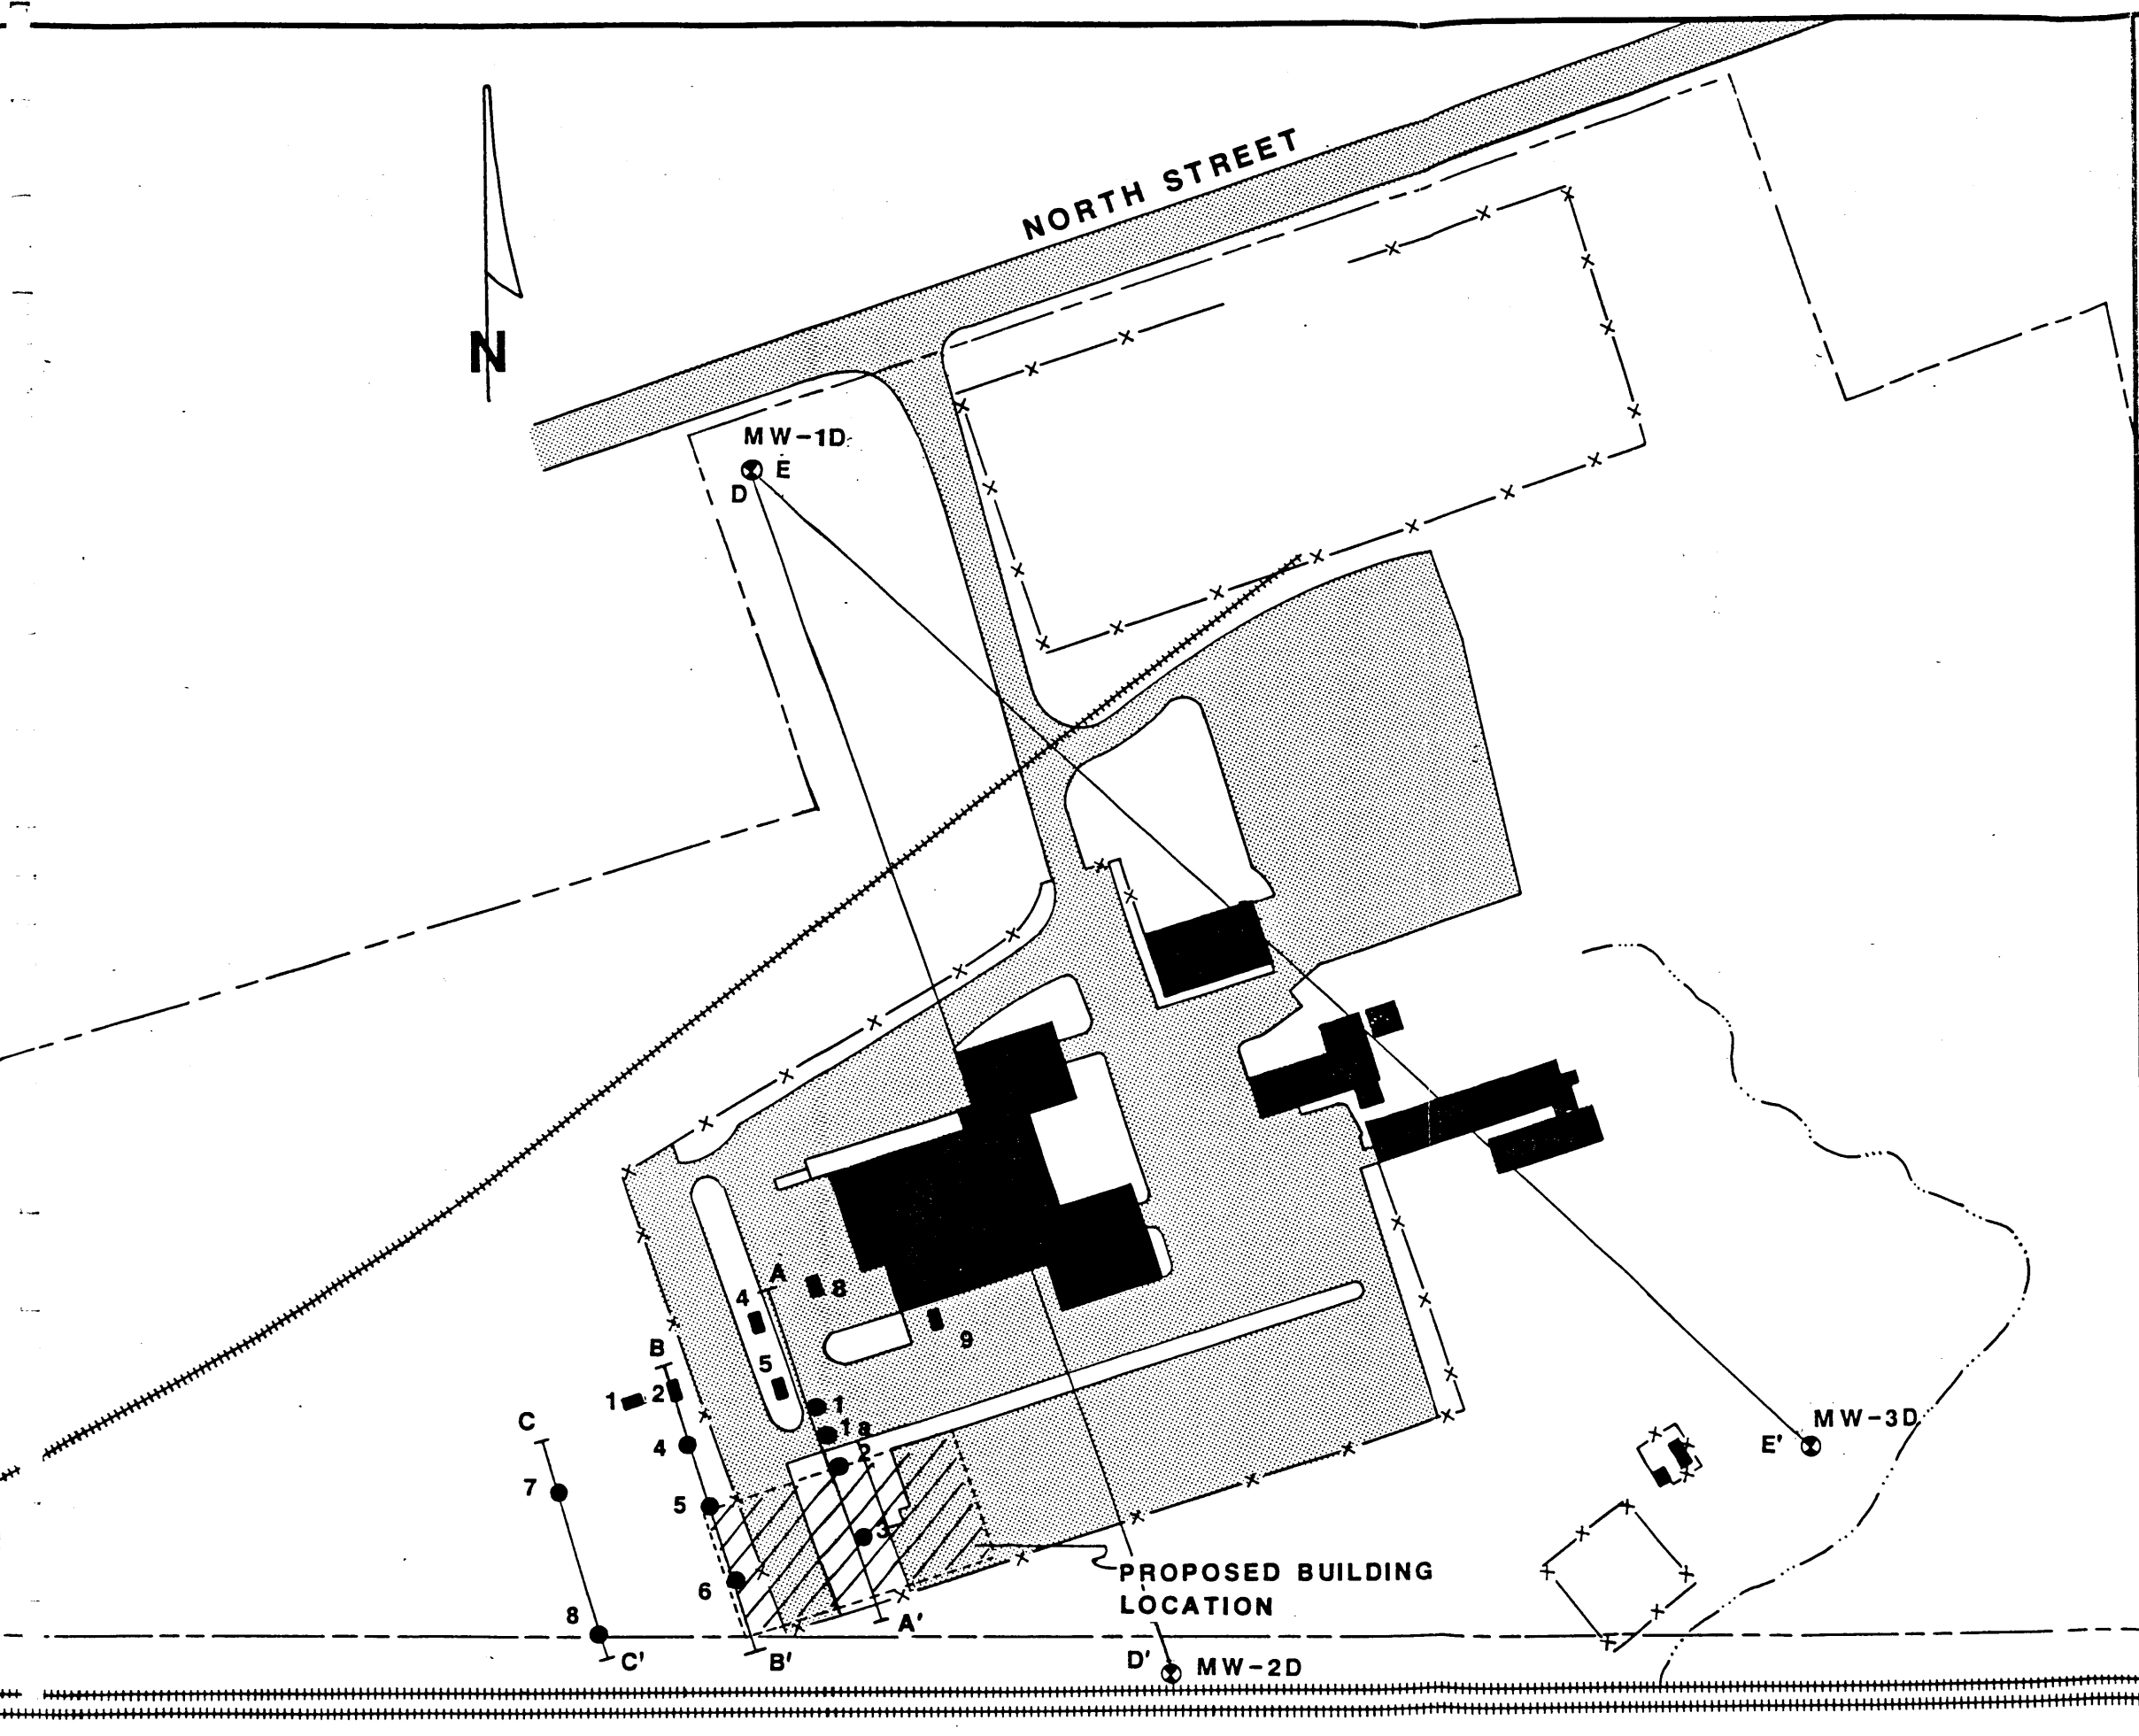 NORTH STREET
N
MW-1D
E
D
A
8
4
9
5
B
1
2
1
1a
C
4
2
MW-3D
E'
7
5
3
PROPOSED BUILDING
LOCATION
6
8
A'
C'
B'
D'
MW-2D